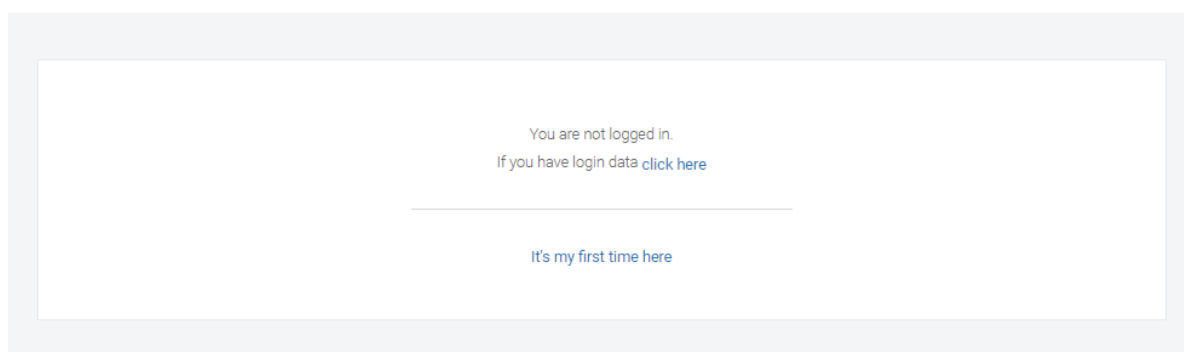 You are not logged in.
If you have login data click here
It's my first time here